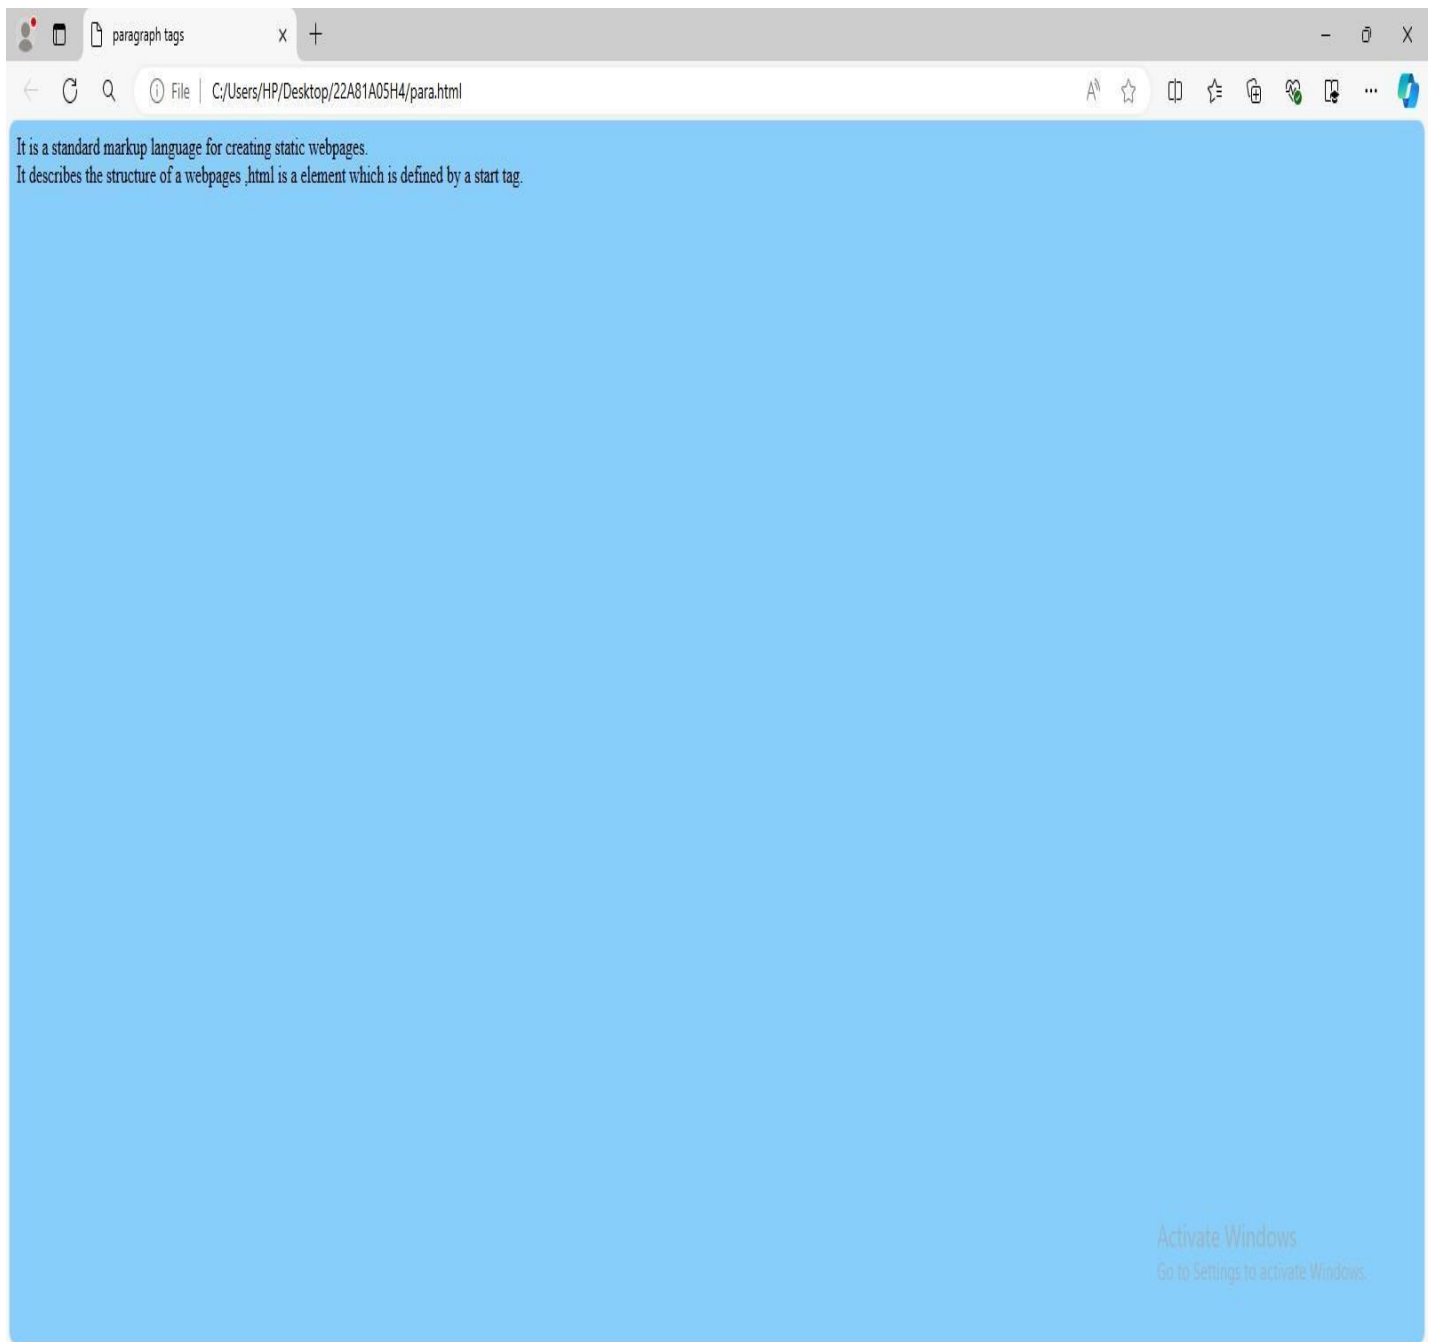 paragraph tags
File C:/Users/HP/Desktop/22A81A05H4/para.html
It is a standard markup language for creating static webpages.
It describes the structure of a webpages ,html is a element which is defined by a start tag.
Activate Windows
Go to Settings to activate Windows.